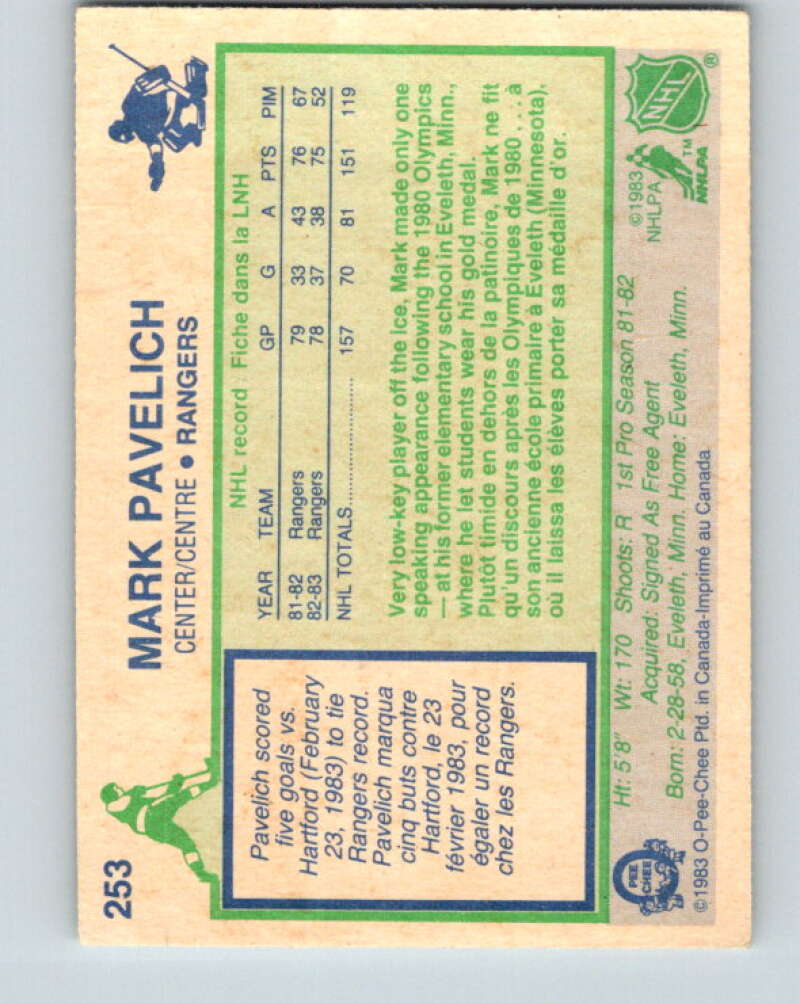 253
MARK PAVELICH
CENTER/CENTRE • RANGERS
Pavelich scored
five goals vs.
Hartford (February
23, 1983) to tie
Rangers record.
Pavelich marqua
cinq buts contre
Hartford, le 23
février 1983, pour
égaler un record
chez les Rangers.
NHL record / Fiche dans la LNH
YEAR TEAM GP G A PTS PIM
81-82 Rangers 79 33 43 76 67
82-83 Rangers 78 37 38 75 52
NHL TOTALS.......................... 157 70 81 151 119
Very low-key player off the Ice, Mark made only one
speaking appearance following the 1980 Olympics
— at his former elementary school in Eveleth, Minn.,
where he let students wear his gold medal.
Plutôt timide en dehors de la patinoire, Mark ne fit
qu'un discours après les Olympiques de 1980 . . . à
son ancienne école primaire à Eveleth (Minnesota),
où il laissa les élèves porter sa médaille d'or.
Ht: 5'8" Wt: 170 Shoots: R 1st Pro Season 81-82
Acquired: Signed As Free Agent
Born: 2-28-58, Eveleth, Minn. Home: Eveleth, Minn.
©1983
NHLPA
NHLPA
TM
NHL
®
O
PEE
CHEE
©1983 O-Pee-Chee Ptd. in Canada-Imprimé au Canada